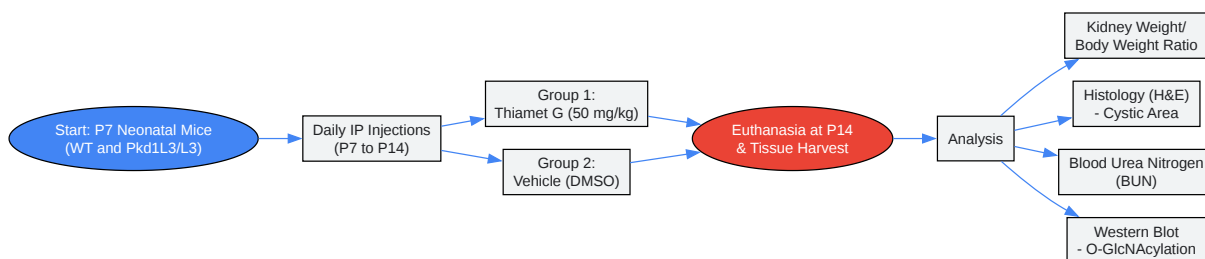 Start: P7 Neonatal Mice
(WT and Pkd1L3/L3)
Daily IP Injections
(P7 to P14)
Group 1:
Thiamet G (50 mg/kg)
Group 2:
Vehicle (DMSO)
Euthanasia at P14
& Tissue Harvest
Analysis
Kidney Weight/
Body Weight Ratio
Histology (H&E)
- Cystic Area
Blood Urea Nitrogen
(BUN)
Western Blot
- O-GlcNAcylation